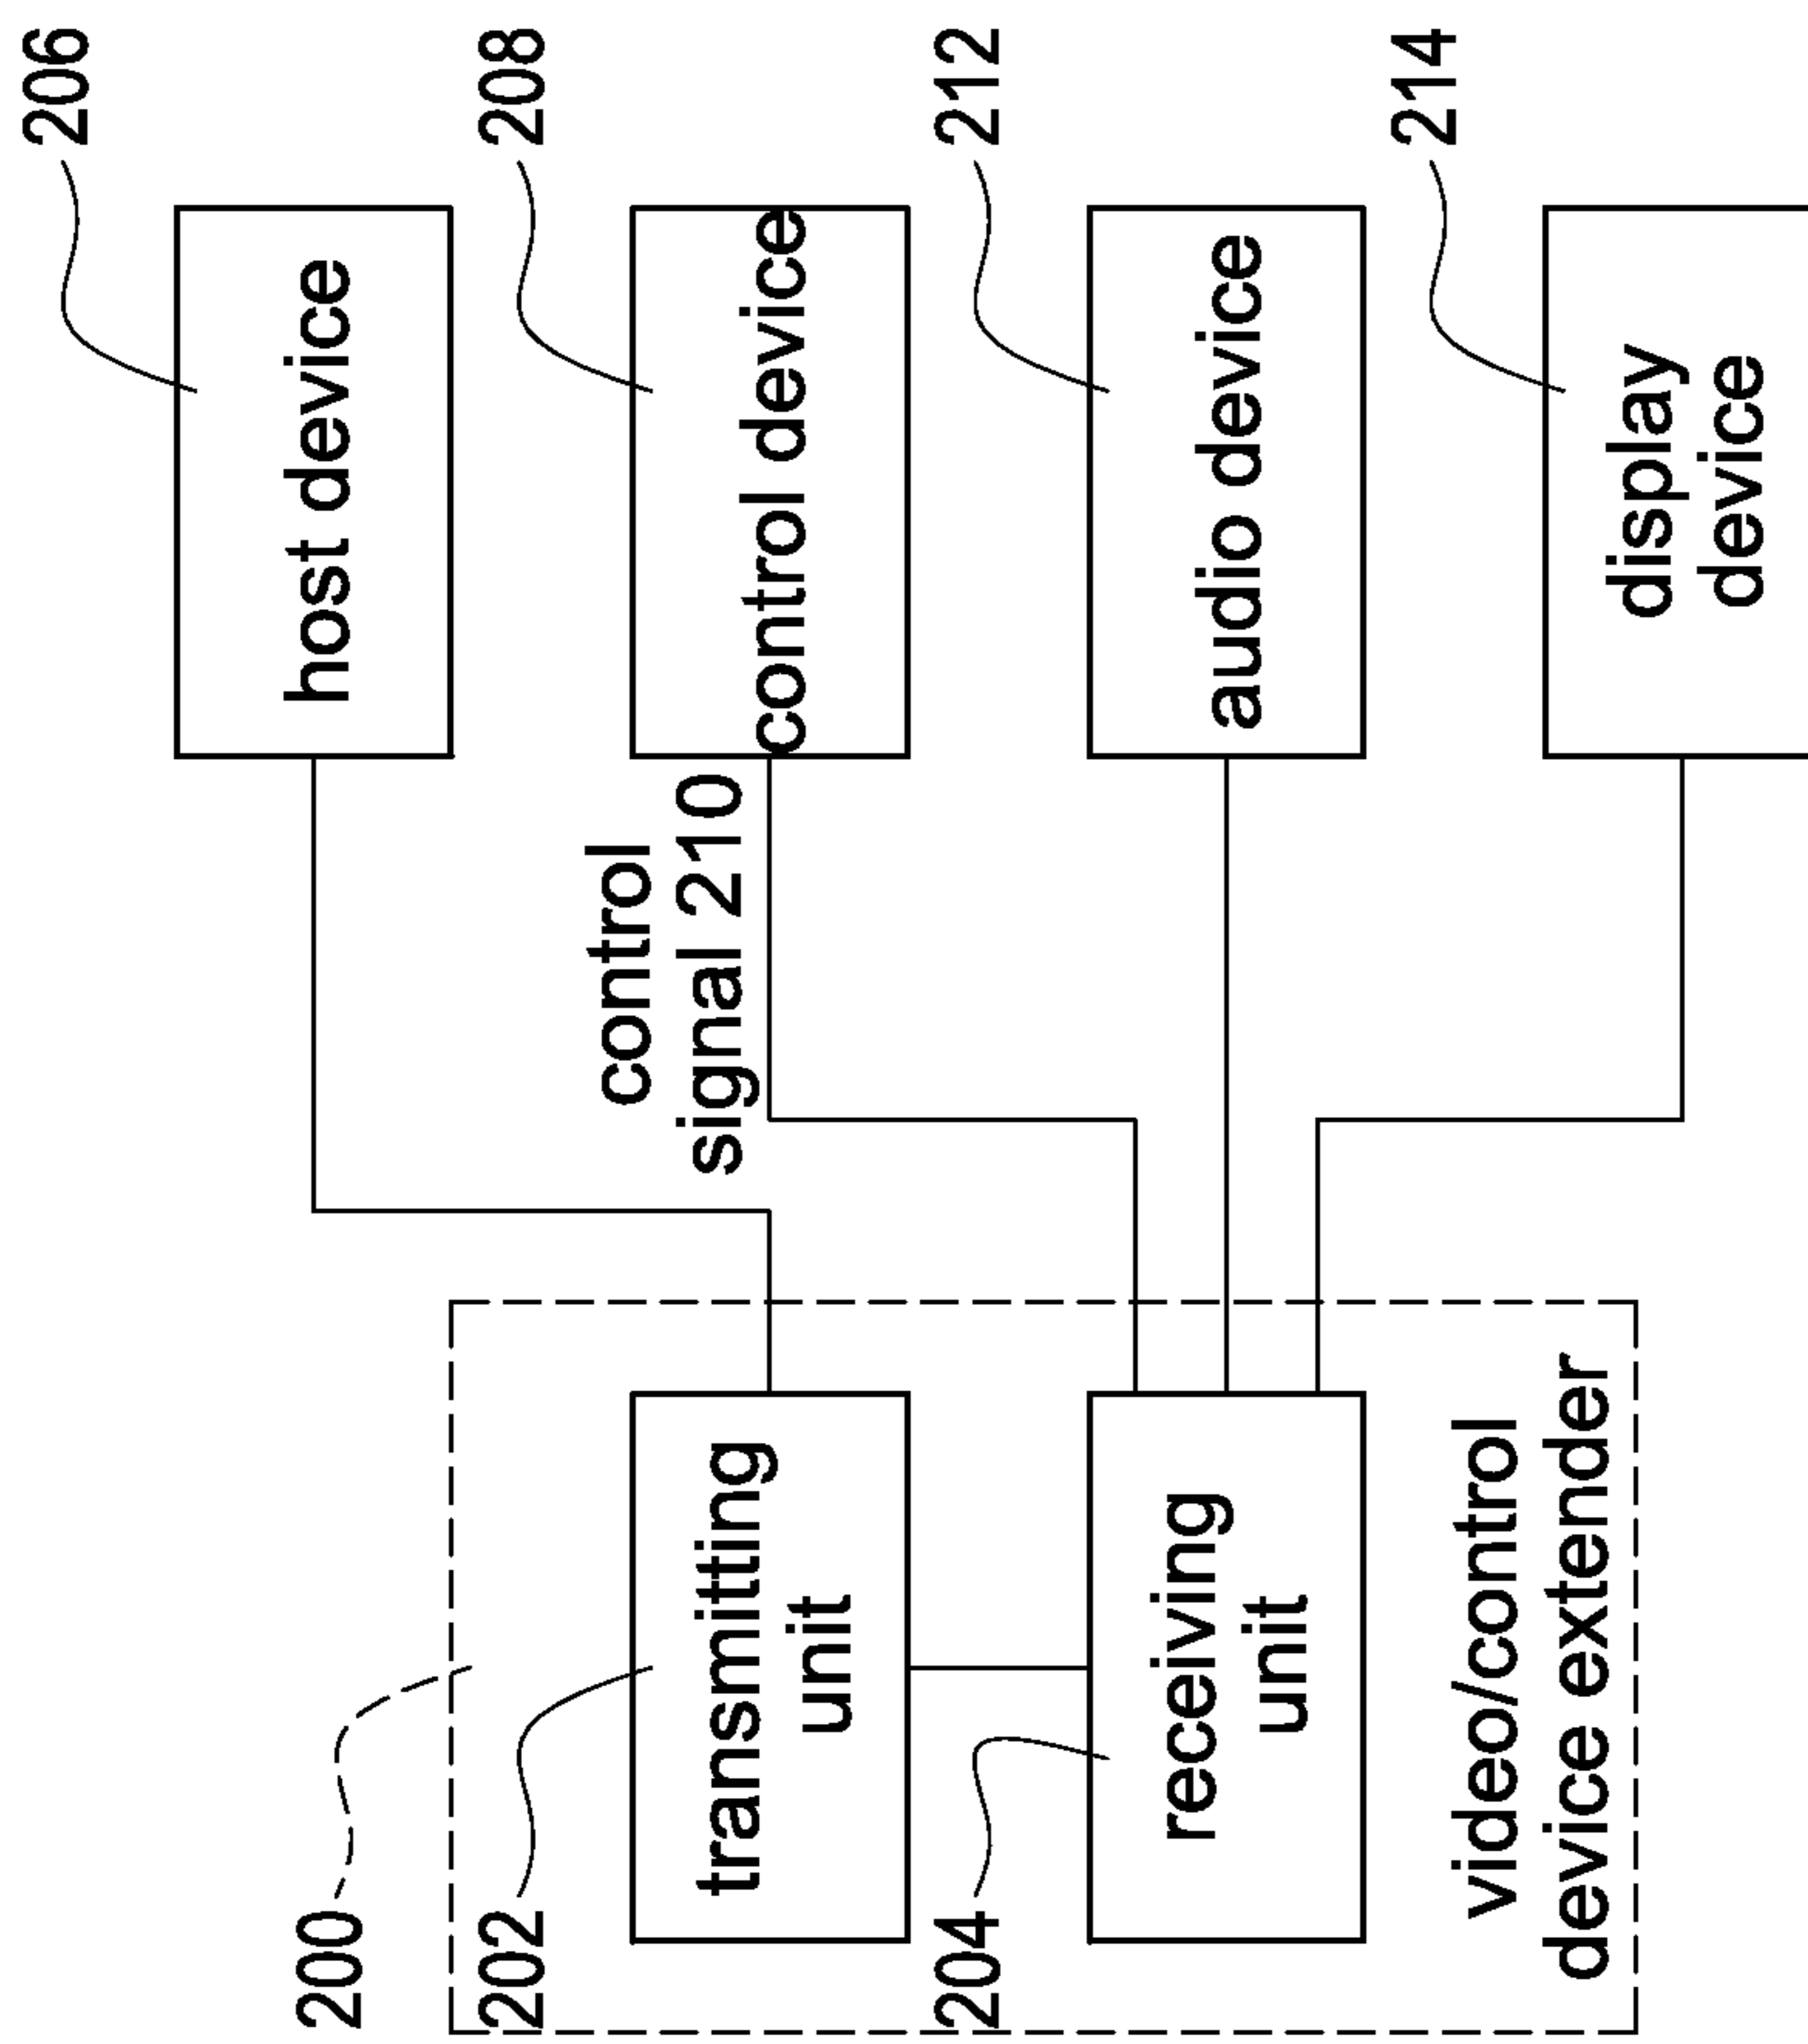 200
202
204
transmitting
unit
receiving
unit
video/control
device extender
control
signal 210
host device
control device
audio device
display
device
206
208
212
214